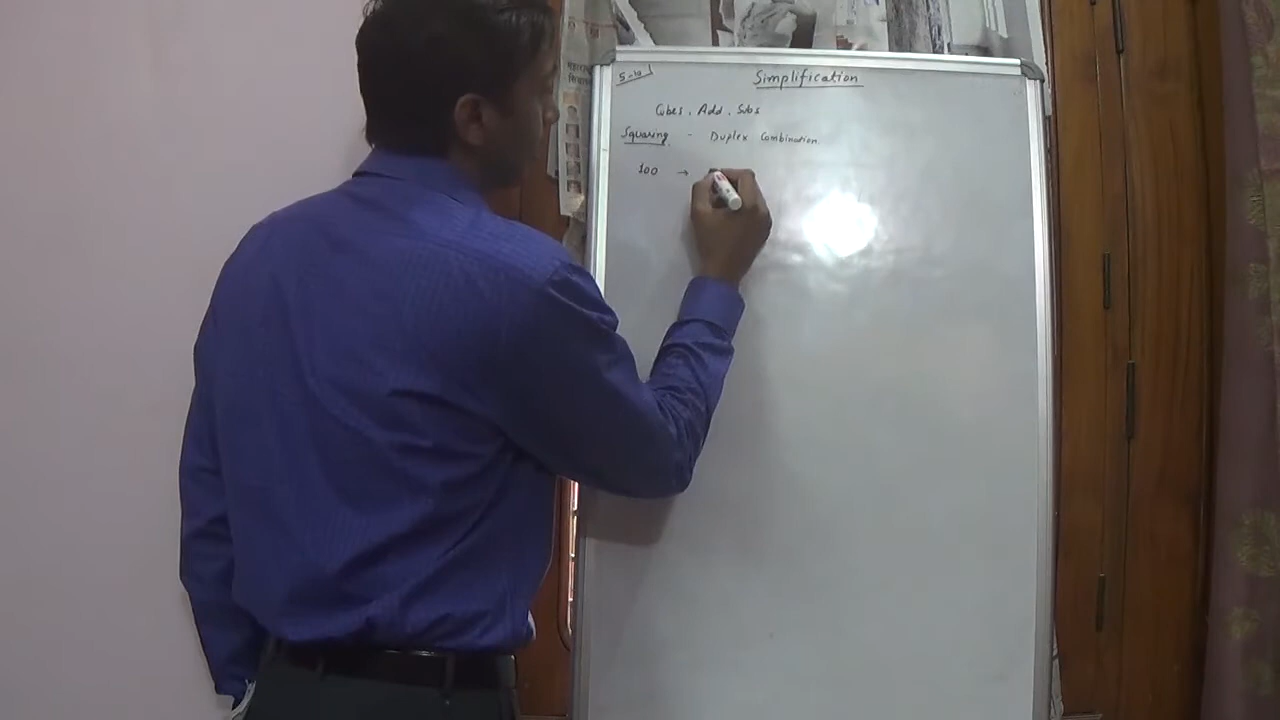 5-10
Simplification
Cubes, Add, Subs
Squaring - Duplex Combination.
100 →